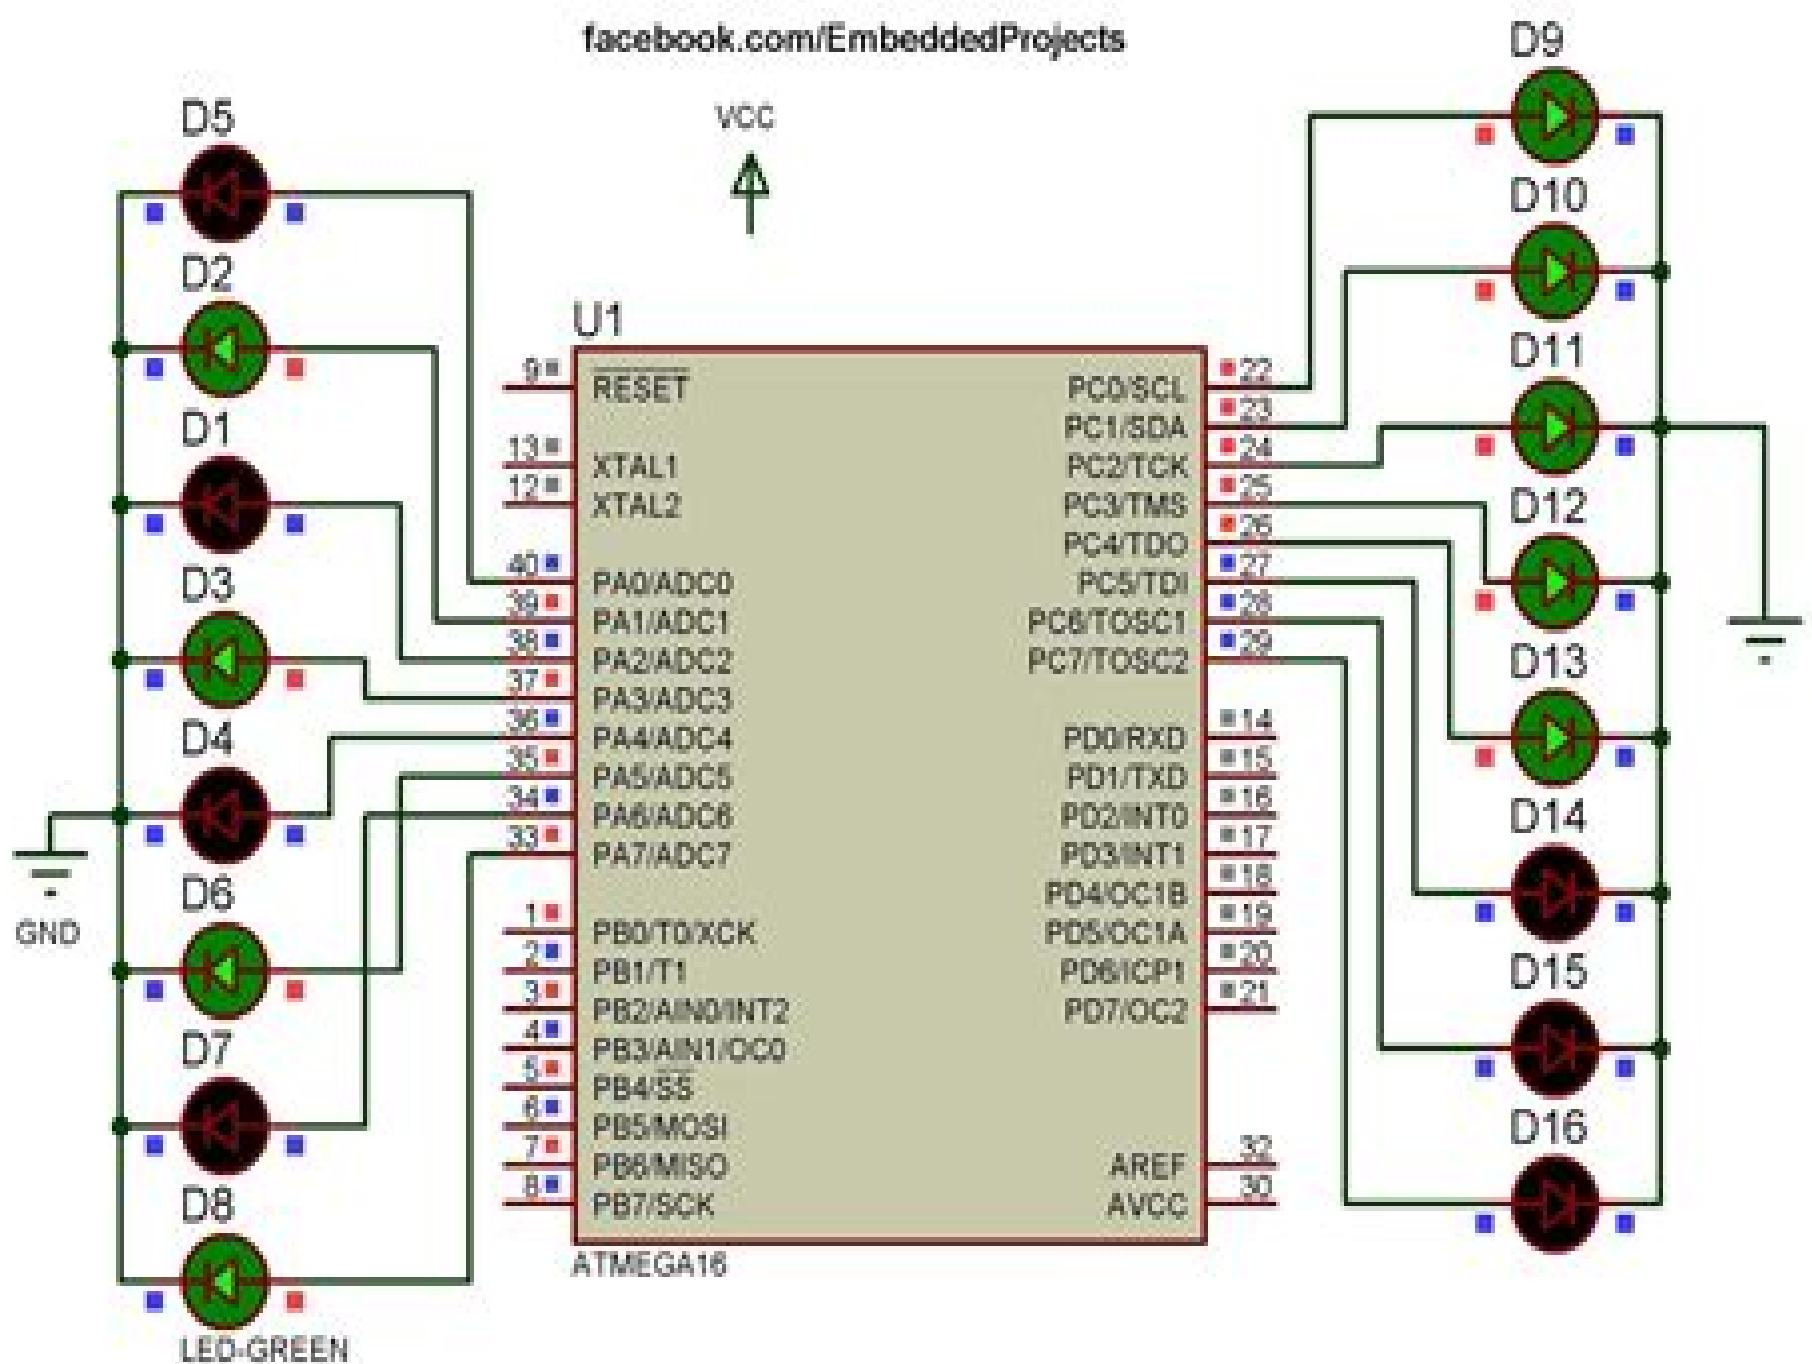 facebook.com/EmbeddedProjects
VCC
D5
D2
D1
D3
D4
GND
D6
D7
D8
LED-GREEN
U1
9 RESET
13 XTAL1
12 XTAL2
40 PA0/ADC0
39 PA1/ADC1
38 PA2/ADC2
37 PA3/ADC3
36 PA4/ADC4
35 PA5/ADC5
34 PA6/ADC6
33 PA7/ADC7
1 PB0/T0/XCK
2 PB1/T1
3 PB2/AIN0/INT2
4 PB3/AIN1/OC0
5 PB4/SS
6 PB5/MOSI
7 PB6/MISO
8 PB7/SCK
PC0/SCL 22
PC1/SDA 23
PC2/TCK 24
PC3/TMS 25
PC4/TDO 26
PC5/TDI 27
PC6/TOSC1 28
PC7/TOSC2 29
PD0/RXD 14
PD1/TXD 15
PD2/INT0 16
PD3/INT1 17
PD4/OC1B 18
PD5/OC1A 19
PD6/ICP1 20
PD7/OC2 21
AREF 32
AVCC 30
ATMEGA16
D9
D10
D11
D12
D13
D14
D15
D16